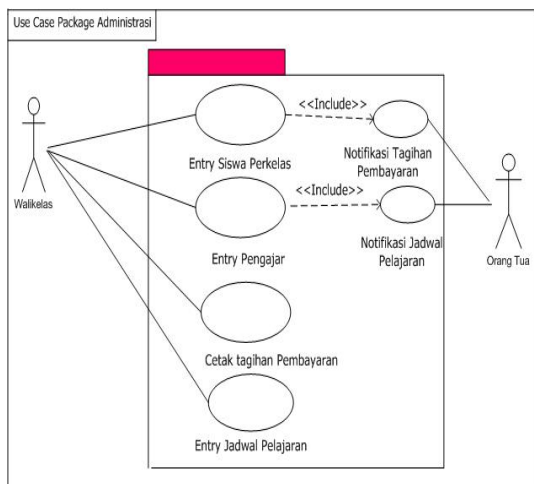 Use Case Package Administrasi
<<Include>>
Entry Siswa Perkelas
Notifikasi Tagihan
Pembayaran
Walikelas
<<Include>>
Entry Pengajar
Notifikasi Jadwal
Pelajaran
Orang Tua
Cetak tagihan Pembayaran
Entry Jadwal Pelajaran